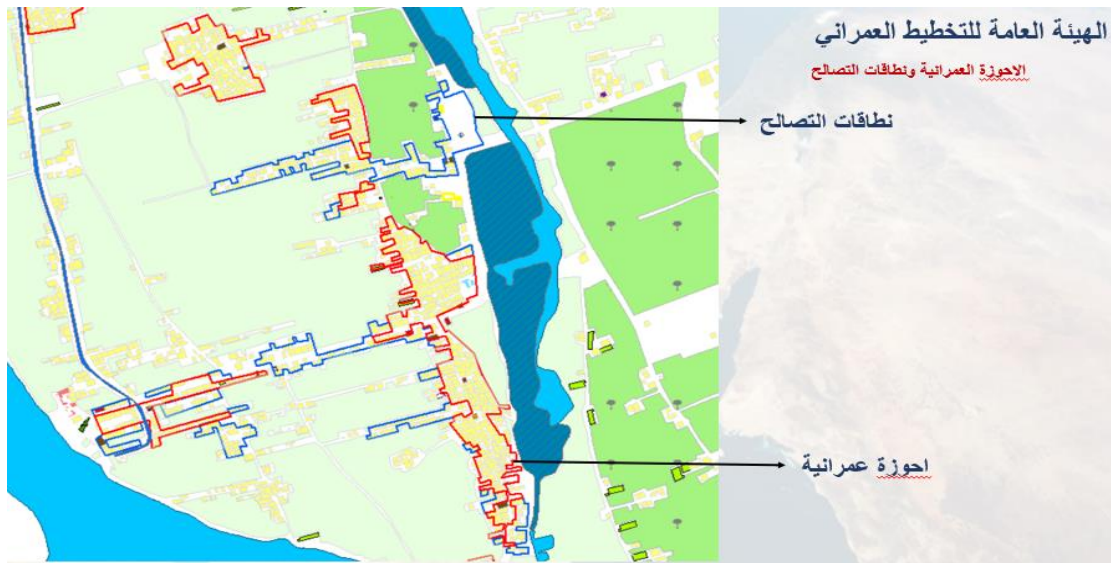 الهيئة العامة للتخطيط العمراني
الاحوزة العمرانية ونطاقات التصالح
نطاقات التصالح
احوزة عمرانية